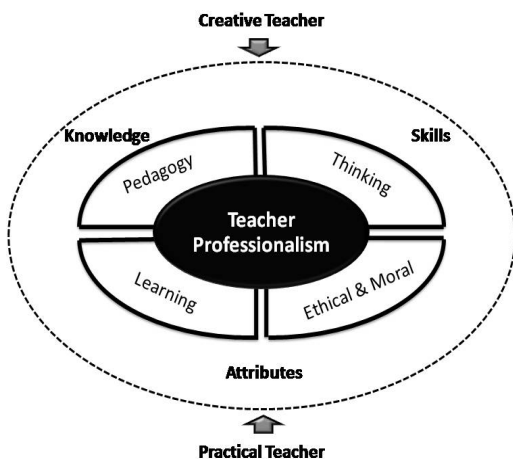 Creative Teacher
Knowledge
Skills
Pedagogy
Thinking
Teacher
Professionalism
Learning
Ethical & Moral
Attributes
Practical Teacher